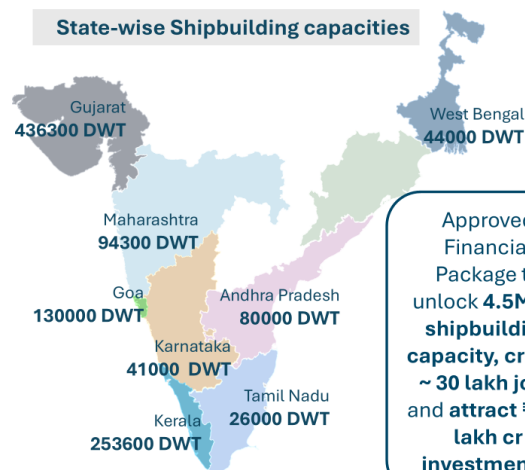 State-wise Shipbuilding capacities
Gujarat
436300 DWT
West Bengal
44000 DWT
Maharashtra
94300 DWT
Goa
130000 DWT
Andhra Pradesh
80000 DWT
Karnataka
41000 DWT
Tamil Nadu
26000 DWT
Kerala
253600 DWT
Approved
Financial
Package t
unlock 4.5M
shipbuildi
capacity, cr
~ 30 lakh jo
and attract ₹
lakh cr
investmen